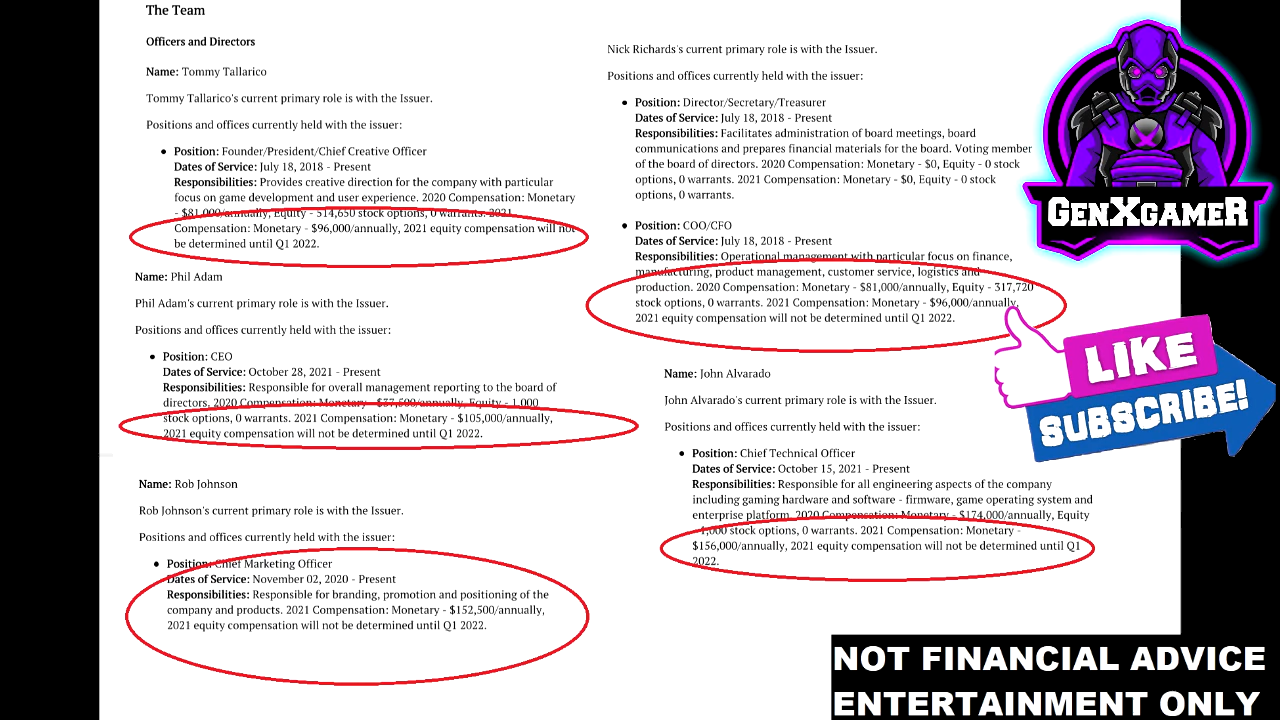 The Team
Officers and Directors
Name: Tommy Tallarico
Tommy Tallarico's current primary role is with the Issuer.
Positions and offices currently held with the issuer:
• Position: Founder/President/Chief Creative Officer
Dates of Service: July 18, 2018 - Present
Responsibilities: Provides creative direction for the company with particular
focus on game development and user experience. 2020 Compensation: Monetary
- $81,000/annually, Equity - 514,650 stock options, 0 warrants. 2021
Compensation: Monetary - $96,000/annually, 2021 equity compensation will not
be determined until Q1 2022.
Name: Phil Adam
Phil Adam's current primary role is with the Issuer.
Positions and offices currently held with the issuer:
• Position: CEO
Dates of Service: October 28, 2021 - Present
Responsibilities: Responsible for overall management reporting to the board of
directors. 2020 Compensation: Monetary - $37,500/annually, Equity - 1,000
stock options, 0 warrants. 2021 Compensation: Monetary - $105,000/annually,
2021 equity compensation will not be determined until Q1 2022.
Name: Rob Johnson
Rob Johnson's current primary role is with the Issuer.
Positions and offices currently held with the issuer:
• Position: Chief Marketing Officer
Dates of Service: November 02, 2020 - Present
Responsibilities: Responsible for branding, promotion and positioning of the
company and products. 2021 Compensation: Monetary - $152,500/annually,
2021 equity compensation will not be determined until Q1 2022.
Nick Richards's current primary role is with the Issuer.
Positions and offices currently held with the issuer:
• Position: Director/Secretary/Treasurer
Dates of Service: July 18, 2018 - Present
Responsibilities: Facilitates administration of board meetings, board
communications and prepares financial materials for the board. Voting member
of the board of directors. 2020 Compensation: Monetary - $0, Equity - 0 stock
options, 0 warrants. 2021 Compensation: Monetary - $0, Equity - 0 stock
options, 0 warrants.
• Position: COO/CFO
Dates of Service: July 18, 2018 - Present
Responsibilities: Operational management with particular focus on finance,
manufacturing, product management, customer service, logistics and
production. 2020 Compensation: Monetary - $81,000/annually, Equity - 317,720
stock options, 0 warrants. 2021 Compensation: Monetary - $96,000/annually,
2021 equity compensation will not be determined until Q1 2022.
Name: John Alvarado
John Alvarado's current primary role is with the Issuer.
Positions and offices currently held with the issuer:
• Position: Chief Technical Officer
Dates of Service: October 15, 2021 - Present
Responsibilities: Responsible for all engineering aspects of the company
including gaming hardware and software - firmware, game operating system and
enterprise platform. 2020 Compensation: Monetary - $174,000/annually, Equity
- 1,000 stock options, 0 warrants. 2021 Compensation: Monetary -
$156,000/annually, 2021 equity compensation will not be determined until Q1
2022.
GENXGAMER
LIKE
SUBSCRIBE!
NOT FINANCIAL ADVICE
ENTERTAINMENT ONLY